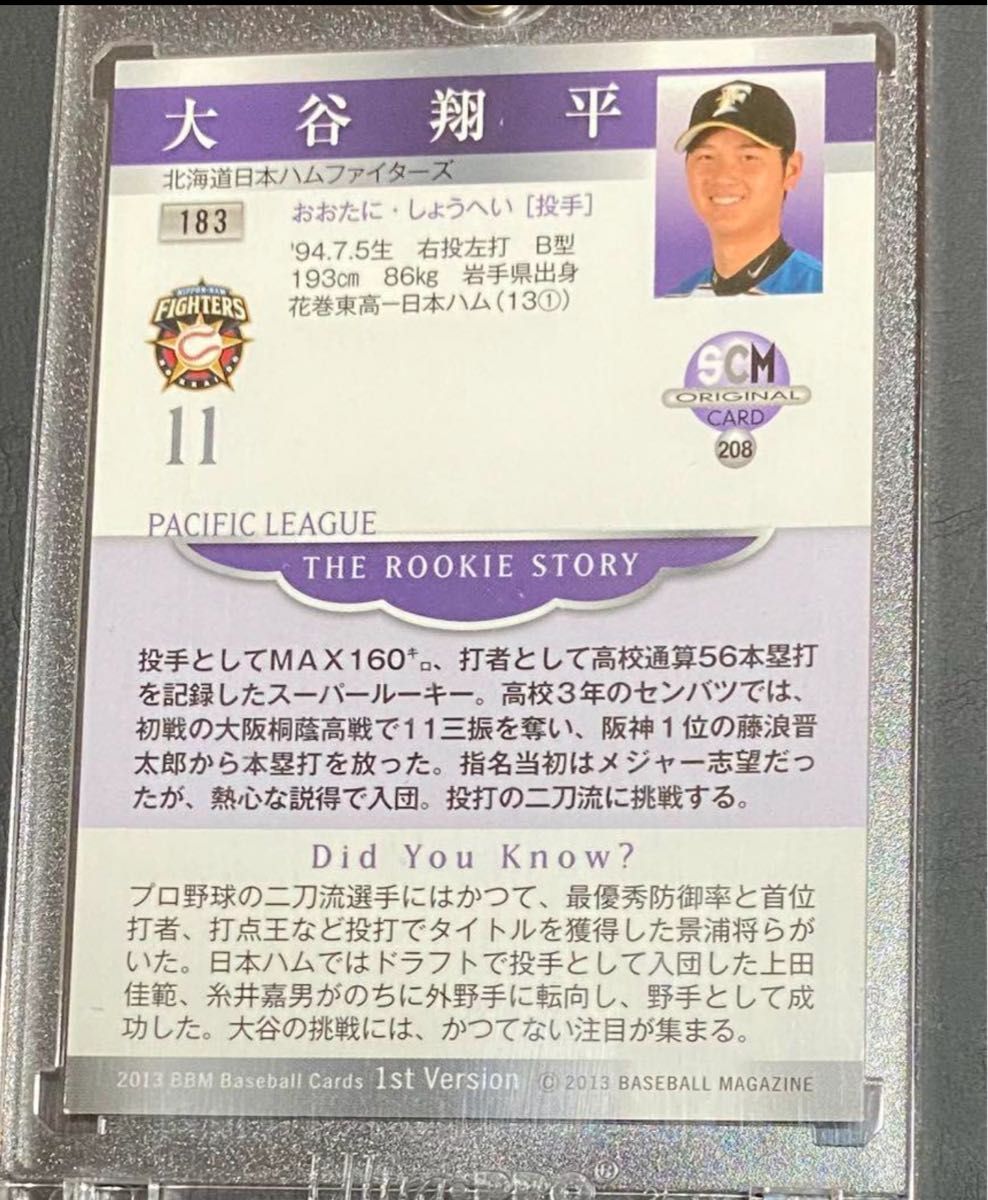 大谷翔平
北海道日本ハムファイターズ
183
おおたに・しょうへい[投手]
'94.7.5生 右投左打 B型
193cm 86kg 岩手県出身
花巻東高ー日本ハム(13①)
NIPPON-HAM
FIGHTERS
HOKKAIDO
11
SCM
ORIGINAL
CARD
208
PACIFIC LEAGUE
THE ROOKIE STORY
投手としてMAX160㌔、打者として高校通算56本塁打
を記録したスーパールーキー。高校3年のセンバツでは、
初戦の大阪桐蔭高戦で11三振を奪い、阪神1位の藤浪晋
太郎から本塁打を放った。指名当初はメジャー志望だっ
たが、熱心な説得で入団。投打の二刀流に挑戦する。
Did You Know?
プロ野球の二刀流選手にはかつて、最優秀防御率と首位
打者、打点王など投打でタイトルを獲得した景浦将らが
いた。日本ハムではドラフトで投手として入団した上田
佳範、糸井嘉男がのちに外野手に転向し、野手として成
功した。大谷の挑戦には、かつてない注目が集まる。
2013 BBM Baseball Cards 1st Version © 2013 BASEBALL MAGAZINE